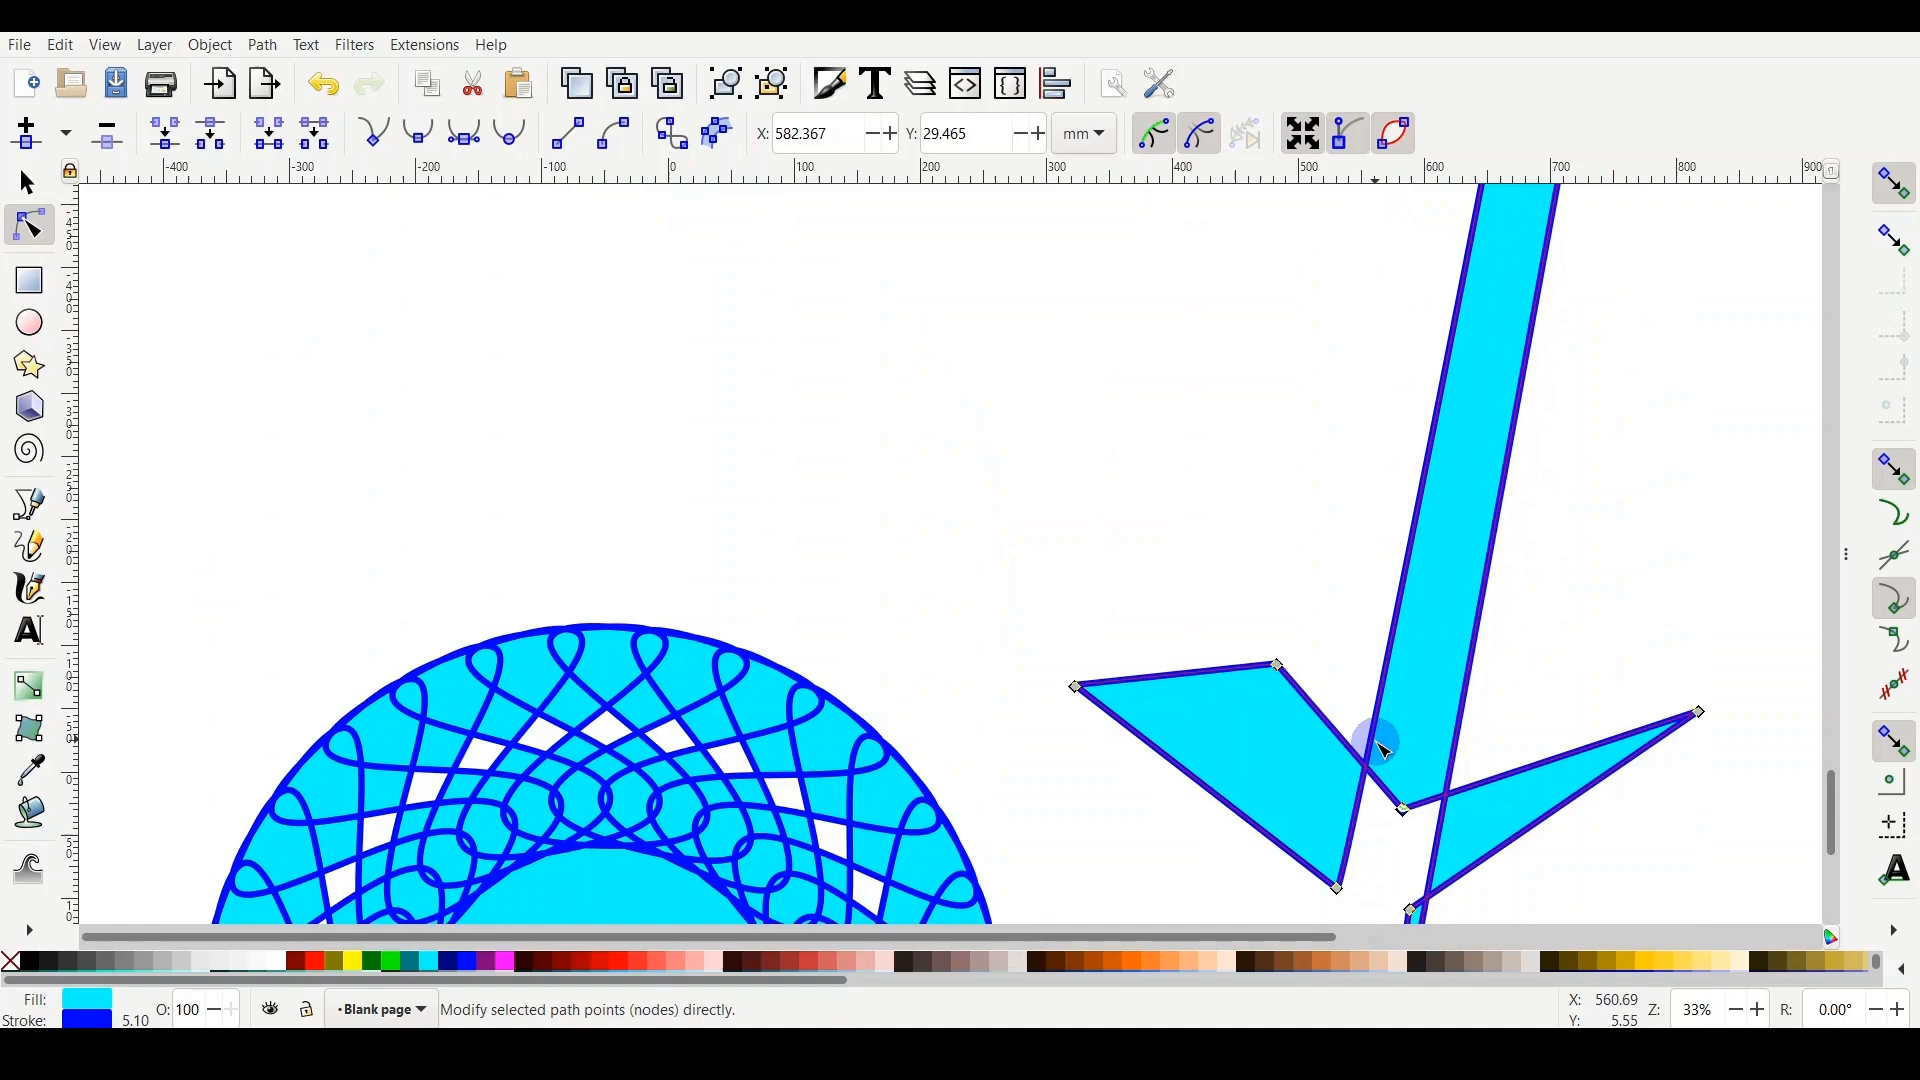 File Edit View Layer Object Path Text Filters Extensions Help
X: 582.367 Y: 29.465 mm
-400 -300 -200 -100 0 100 200 300 400 500 600 700 800 900
Fill: O: 100 Blank page Modify selected path points (nodes) directly. X: 560.69 Z: 33% R: 0.00°
Stroke: 5.10 Y: 5.55